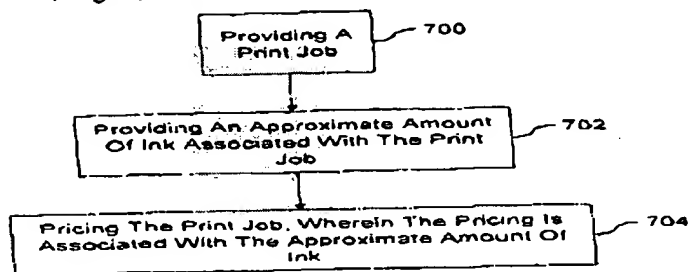 Providing A 700
Print Job
Providing An Approximate Amount 702
Of Ink Associated With The Print
Job
Pricing The Print Job, Wherein The Pricing Is 704
Associated With The Approximate Amount Of
Ink